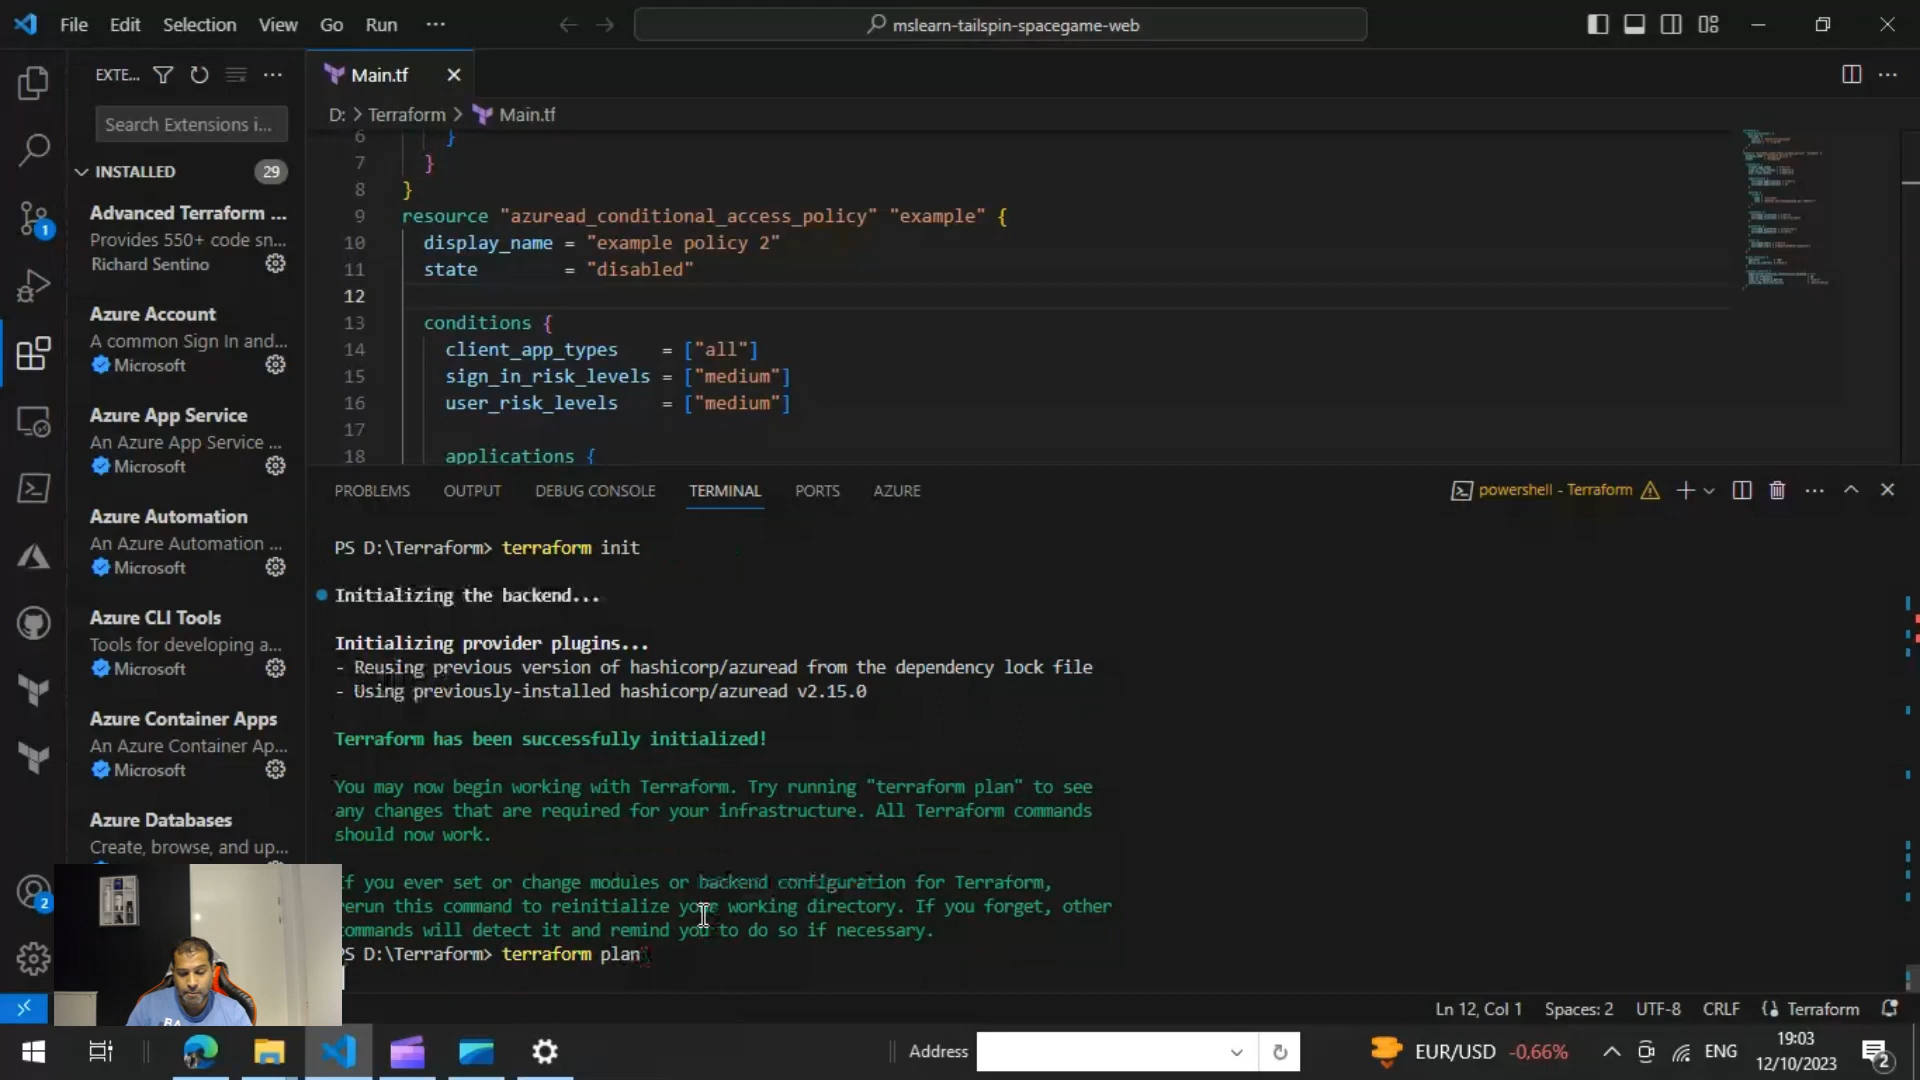 File Edit Selection View Go Run ···
mslearn-tailspin-spacegame-web
EXTE...
Search Extensions i...
INSTALLED 29
Advanced Terraform ...
Provides 550+ code sn...
Richard Sentino
Azure Account
A common Sign In and...
Microsoft
Azure App Service
An Azure App Service ...
Microsoft
Azure Automation
An Azure Automation ...
Microsoft
Azure CLI Tools
Tools for developing a...
Microsoft
Azure Container Apps
An Azure Container Ap...
Microsoft
Azure Databases
Create, browse, and up...
1
2
Main.tf
D: > Terraform > Main.tf
6 }
7 }
8 }
9 resource "azuread_conditional_access_policy" "example" {
10 display_name = "example policy 2"
11 state = "disabled"
12
13 conditions {
14 client_app_types = ["all"]
15 sign_in_risk_levels = ["medium"]
16 user_risk_levels = ["medium"]
17
18 applications {
PROBLEMS OUTPUT DEBUG CONSOLE TERMINAL PORTS AZURE
powershell - Terraform
PS D:\Terraform> terraform init
Initializing the backend...
Initializing provider plugins...
- Reusing previous version of hashicorp/azuread from the dependency lock file
- Using previously-installed hashicorp/azuread v2.15.0
Terraform has been successfully initialized!
You may now begin working with Terraform. Try running "terraform plan" to see
any changes that are required for your infrastructure. All Terraform commands
should now work.
If you ever set or change modules or backend configuration for Terraform,
rerun this command to reinitialize your working directory. If you forget, other
commands will detect it and remind you to do so if necessary.
PS D:\Terraform> terraform plan
Ln 12, Col 1 Spaces: 2 UTF-8 CRLF Terraform
Address
EUR/USD -0,66%
ENG
19:03
12/10/2023
2